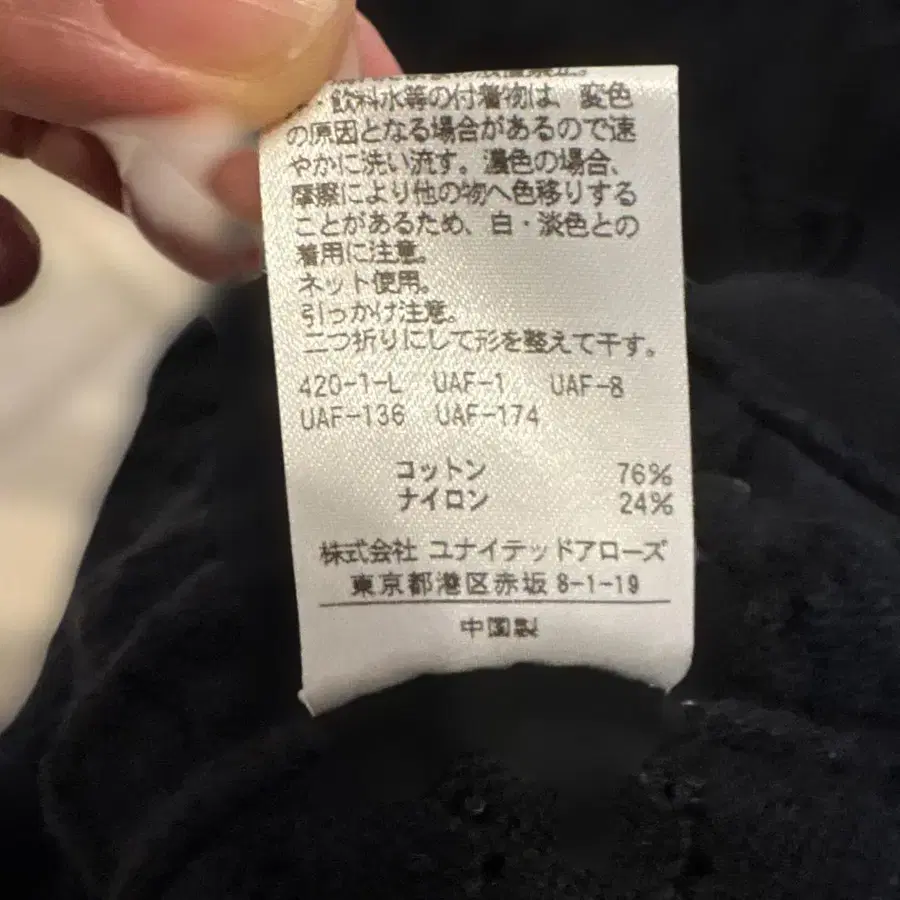 ・飲料水等の付着物は、変色
の原因となる場合があるので速
やかに洗い流す。濃色の場合、
摩擦により他の物へ色移りする
ことがあるため、白・淡色との
着用に注意。
ネット使用。
引っかけ注意。
二つ折りにして形を整えて干す。
420-1-L UAF-1 UAF-8
UAF-136 UAF-174
コットン 76%
ナイロン 24%
株式会社 ユナイテッドアローズ
東京都港区赤坂 8-1-19
中国製